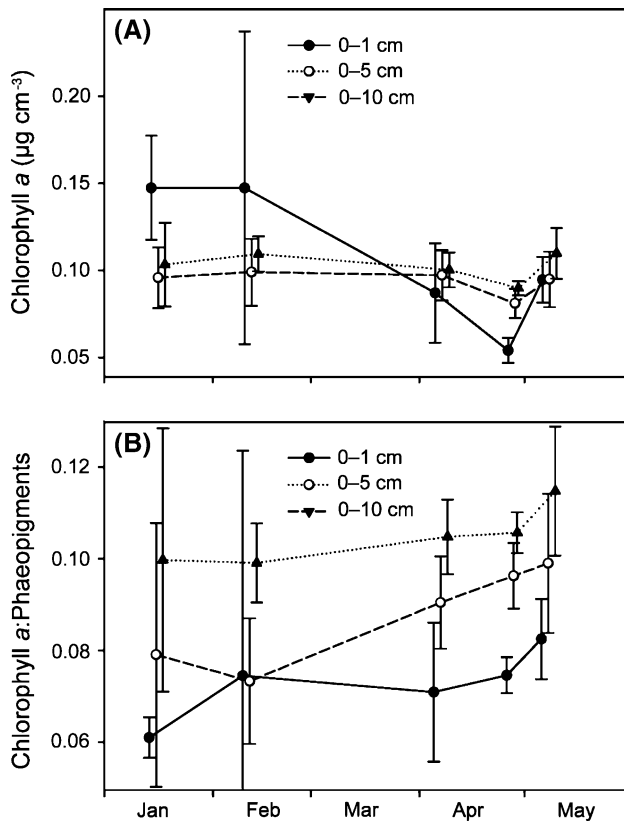 (A)
0–1 cm
0–5 cm
0–10 cm
Chlorophyll a (µg cm-3)
0.20
0.15
0.10
0.05
(B)
0–1 cm
0–5 cm
0–10 cm
Chlorophyll a:Phaeopigments
0.12
0.10
0.08
0.06
Jan Feb Mar Apr May